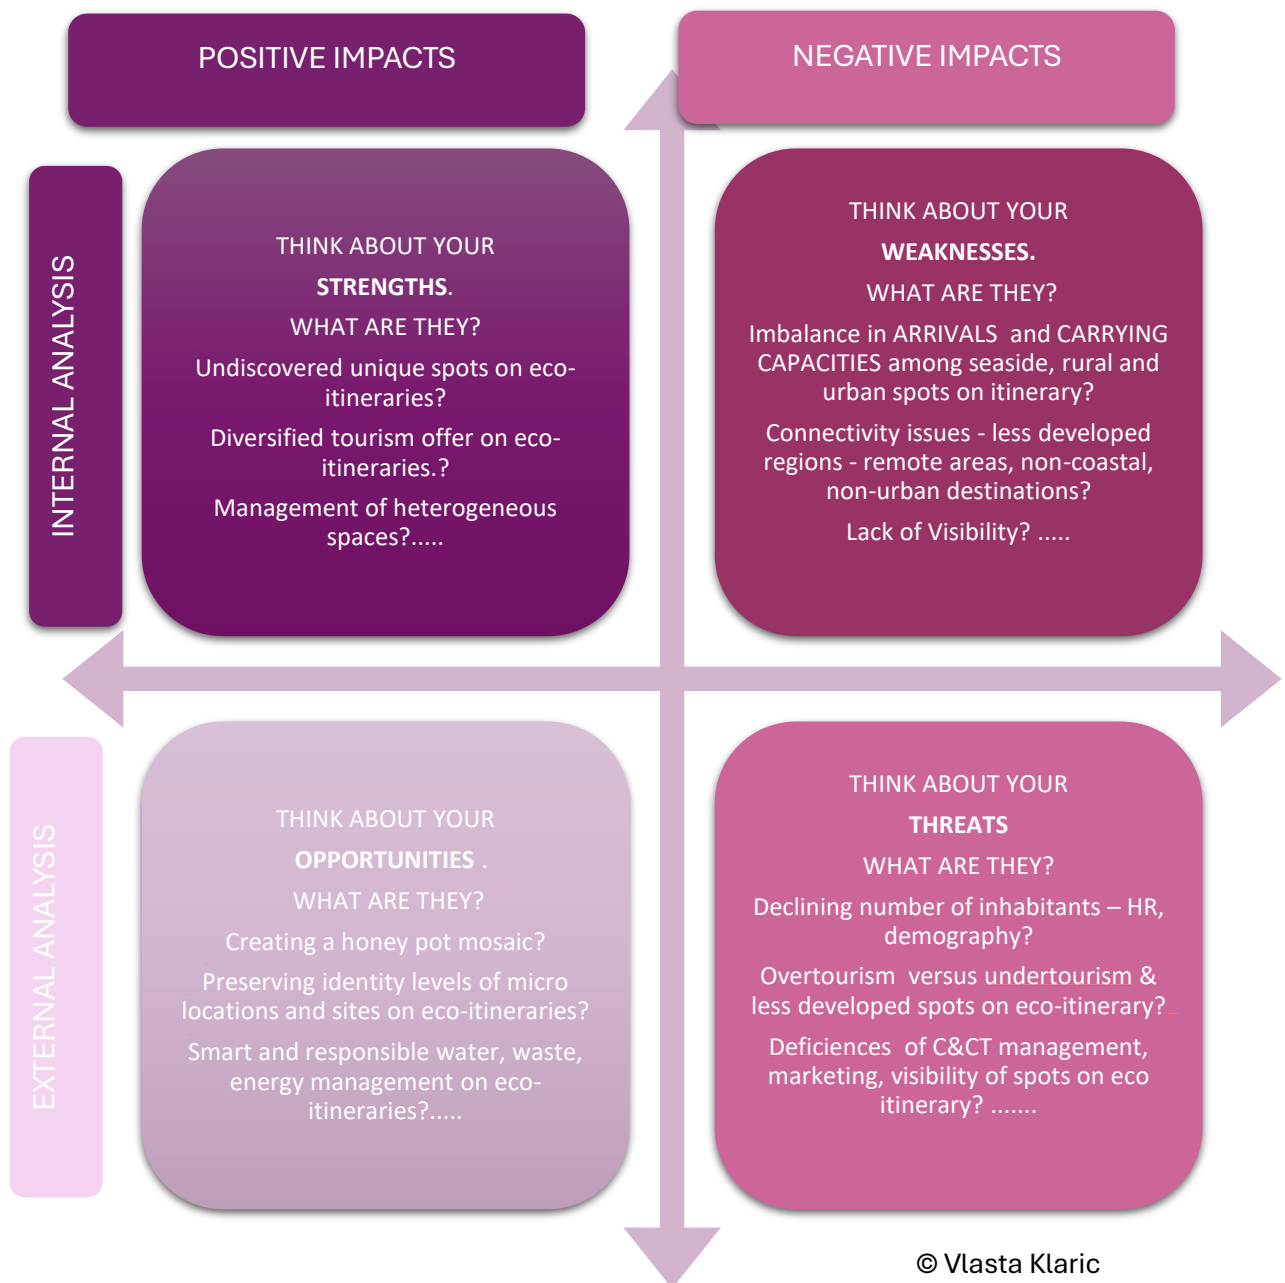 POSITIVE IMPACTS
NEGATIVE IMPACTS
INTERNAL ANALYSIS
THINK ABOUT YOUR
STRENGTHS.
WHAT ARE THEY?
Undiscovered unique spots on eco-
itineraries?
Diversified tourism offer on eco-
itineraries.?
Management of heterogeneous
spaces?.....
THINK ABOUT YOUR
WEAKNESSES.
WHAT ARE THEY?
Imbalance in ARRIVALS  and CARRYING
CAPACITIES among seaside, rural and
urban spots on itinerary?
Connectivity issues - less developed
regions - remote areas, non-coastal,
non-urban destinations?
Lack of Visibility? .....
EXTERNAL ANALYSIS
THINK ABOUT YOUR
OPPORTUNITIES .
WHAT ARE THEY?
Creating a honey pot mosaic?
Preserving identity levels of micro
locations and sites on eco-itineraries?
Smart and responsible water, waste,
energy management on eco-
itineraries?.....
THINK ABOUT YOUR
THREATS
WHAT ARE THEY?
Declining number of inhabitants – HR,
demography?
Overtourism  versus undertourism &
less developed spots on eco-itinerary?
Deficiences  of C&CT management,
marketing, visibility of spots on eco
itinerary? .......
© Vlasta Klaric